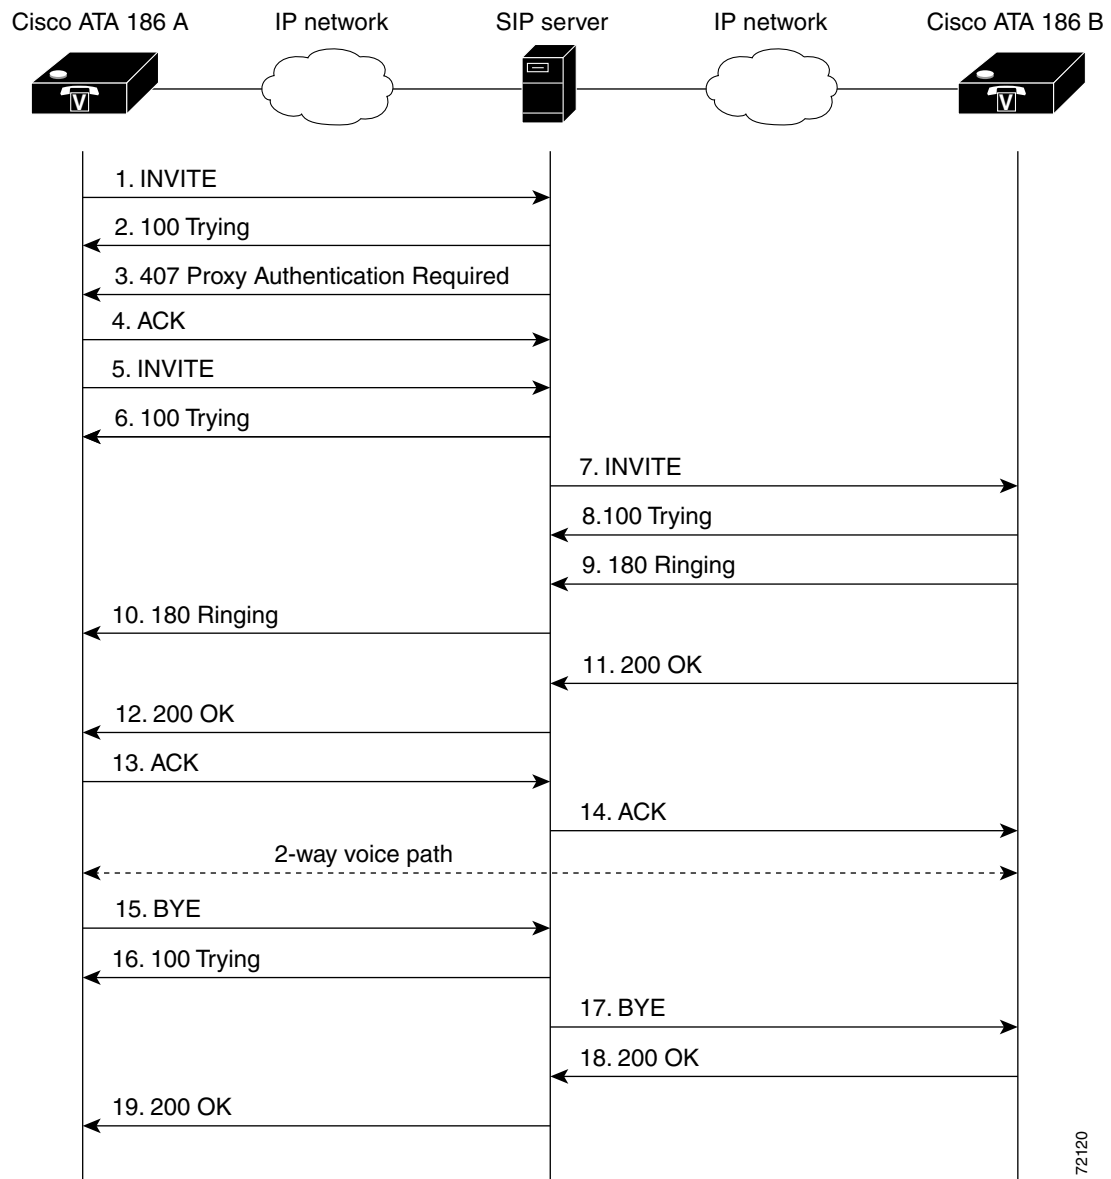 Cisco ATA 186 A
IP network
SIP server
IP network
Cisco ATA 186 B
V
V
1. INVITE
2. 100 Trying
3. 407 Proxy Authentication Required
4. ACK
5. INVITE
6. 100 Trying
7. INVITE
8.100 Trying
9. 180 Ringing
10. 180 Ringing
11. 200 OK
12. 200 OK
13. ACK
14. ACK
2-way voice path
15. BYE
16. 100 Trying
17. BYE
18. 200 OK
19. 200 OK
72120